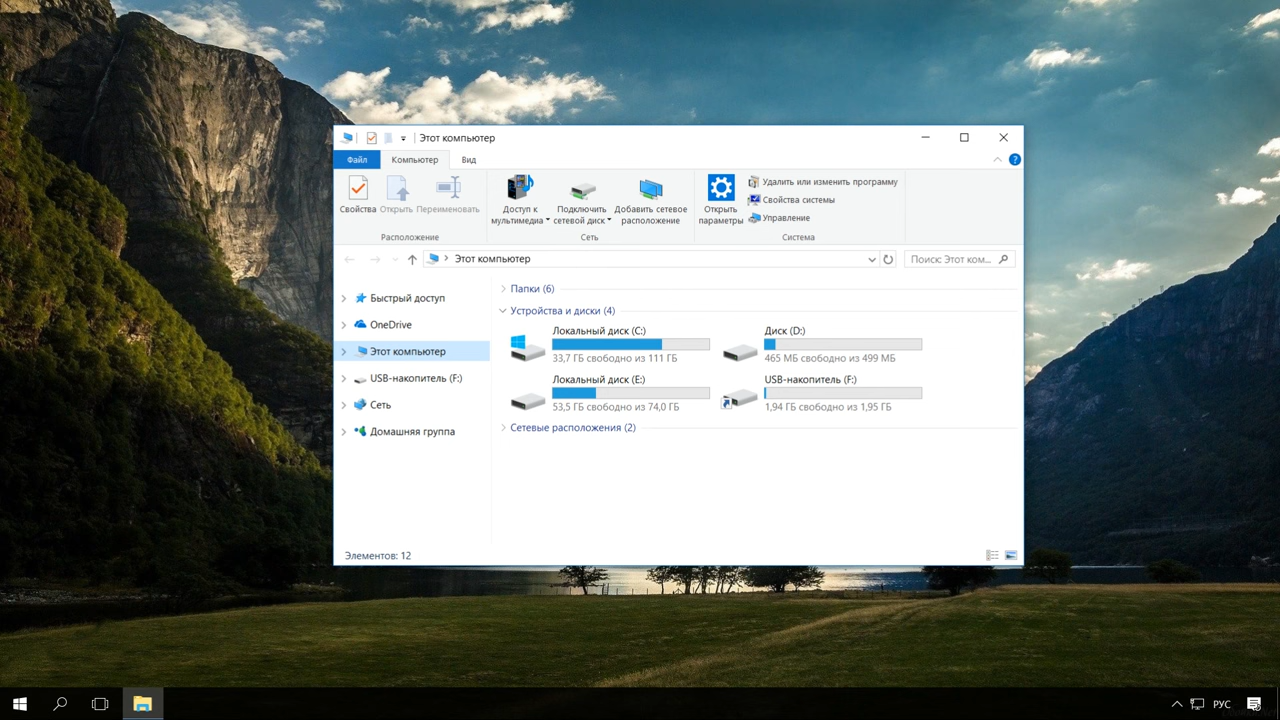 Этот компьютер
Файл Компьютер Вид
Свойства Открыть Переименовать
Расположение
Доступ к мультимедиа
Подключить сетевой диск
Добавить сетевое расположение
Сеть
Открыть параметры
Удалить или изменить программу
Свойства системы
Управление
Система
Этот компьютер
Поиск: Этот ком...
Быстрый доступ
OneDrive
Этот компьютер
USB-накопитель (F:)
Сеть
Домашняя группа
Папки (6)
Устройства и диски (4)
Локальный диск (C:)
33,7 ГБ свободно из 111 ГБ
Диск (D:)
465 МБ свободно из 499 МБ
Локальный диск (E:)
53,5 ГБ свободно из 74,0 ГБ
USB-накопитель (F:)
1,94 ГБ свободно из 1,95 ГБ
Сетевые расположения (2)
Элементов: 12
РУС